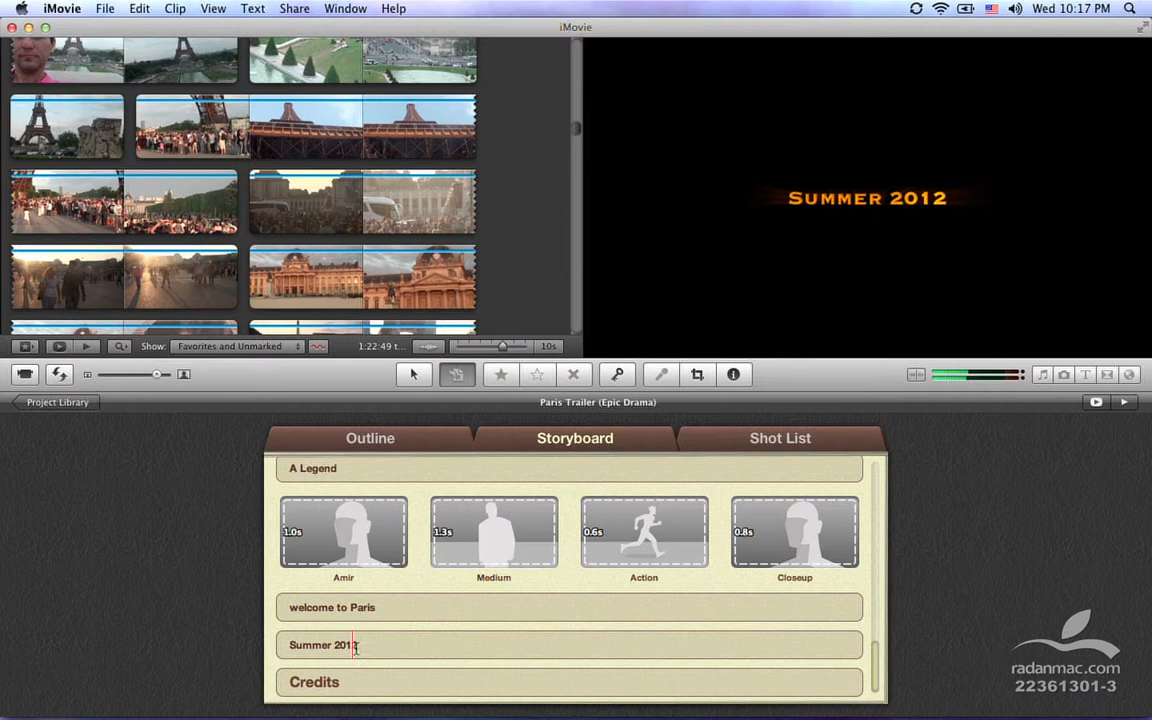 iMovie File Edit Clip View Text Share Window Help Wed 10:17 PM
iMovie
SUMMER 2012
Show: Favorites and Unmarked 1:22:49 t... 10s
Project Library Paris Trailer (Epic Drama)
Outline Storyboard Shot List
A Legend
1.0s 1.3s 0.6s 0.8s
Amir Medium Action Closeup
welcome to Paris
Summer 2012
Credits
radanmac.com
22361301-3